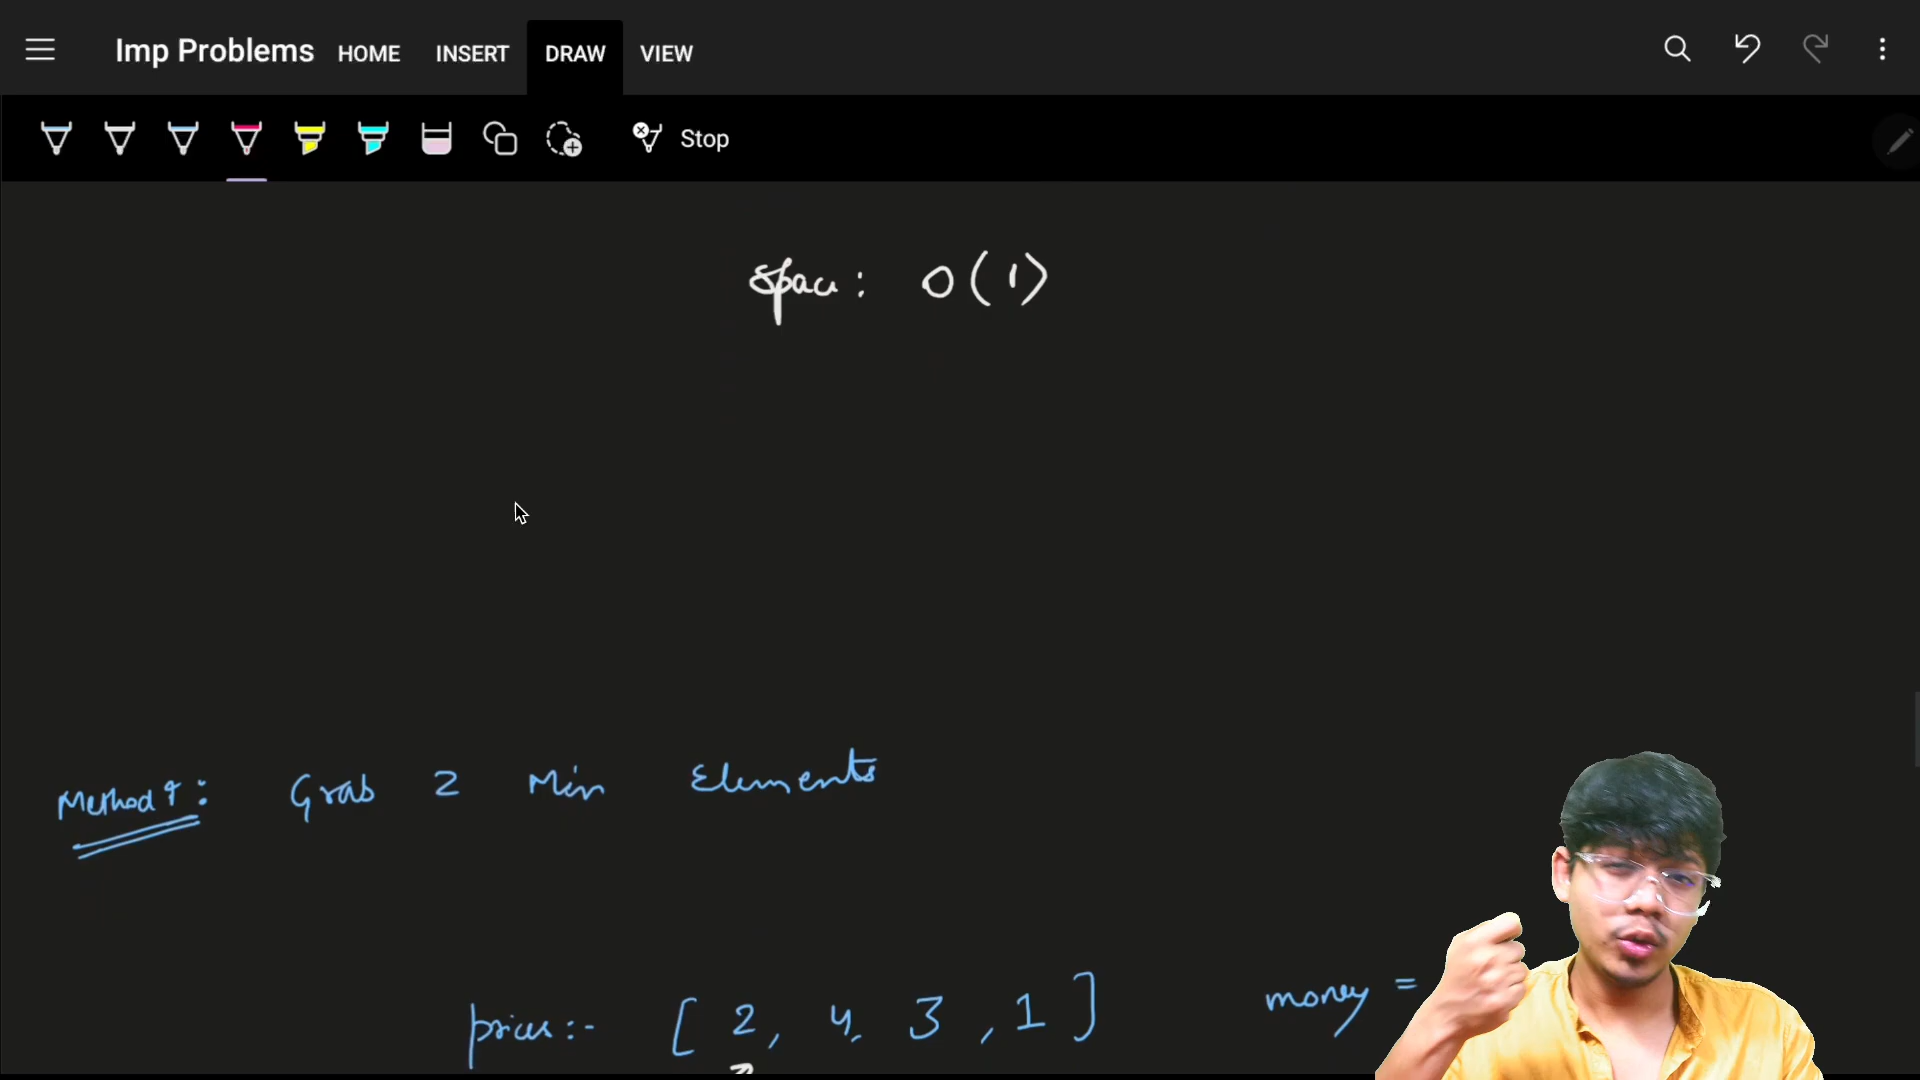 Imp Problems HOME INSERT DRAW VIEW
Stop
Space: O(1)
Method 4: Grab 2 Min Elements
prices:- [2, 4, 3, 1] money =